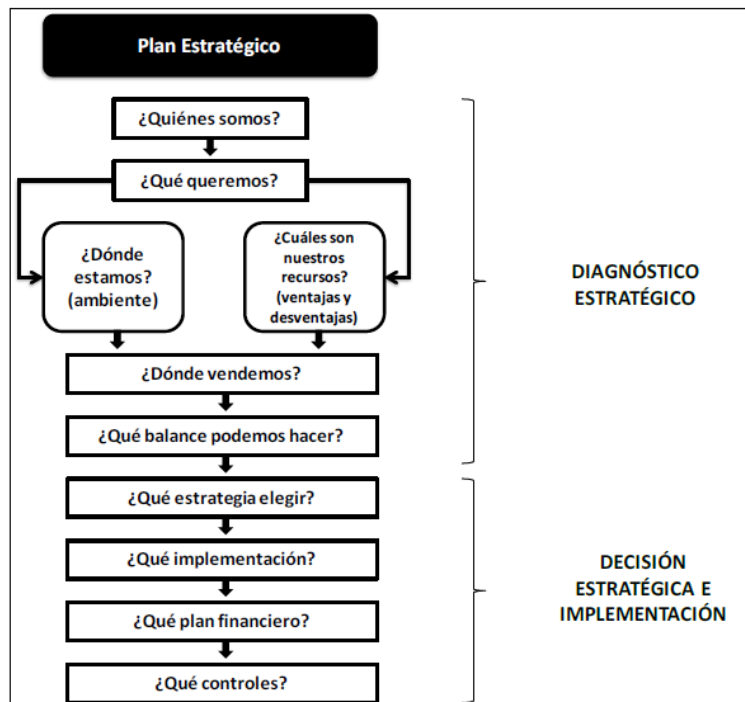 Plan Estratégico
¿Quiénes somos?
¿Qué queremos?
¿Dónde
estamos?
(ambiente)
¿Cuáles son
nuestros
recursos?
(ventajas y
desventajas)
¿Dónde vendemos?
¿Qué balance podemos hacer?
DIAGNÓSTICO
ESTRATÉGICO
¿Qué estrategia elegir?
¿Qué implementación?
¿Qué plan financiero?
¿Qué controles?
DECISIÓN
ESTRATÉGICA E
IMPLEMENTACIÓN